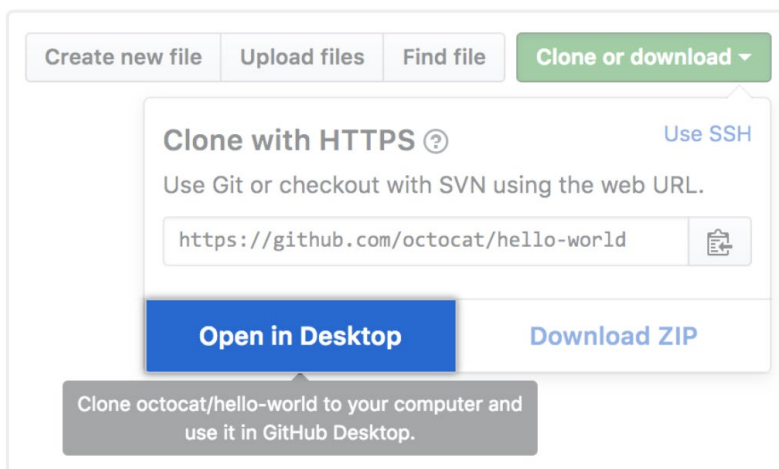 Create new file Upload files Find file Clone or download
Clone with HTTPS Use SSH
Use Git or checkout with SVN using the web URL.
https://github.com/octocat/hello-world
Open in Desktop Download ZIP
Clone octocat/hello-world to your computer and
use it in GitHub Desktop.